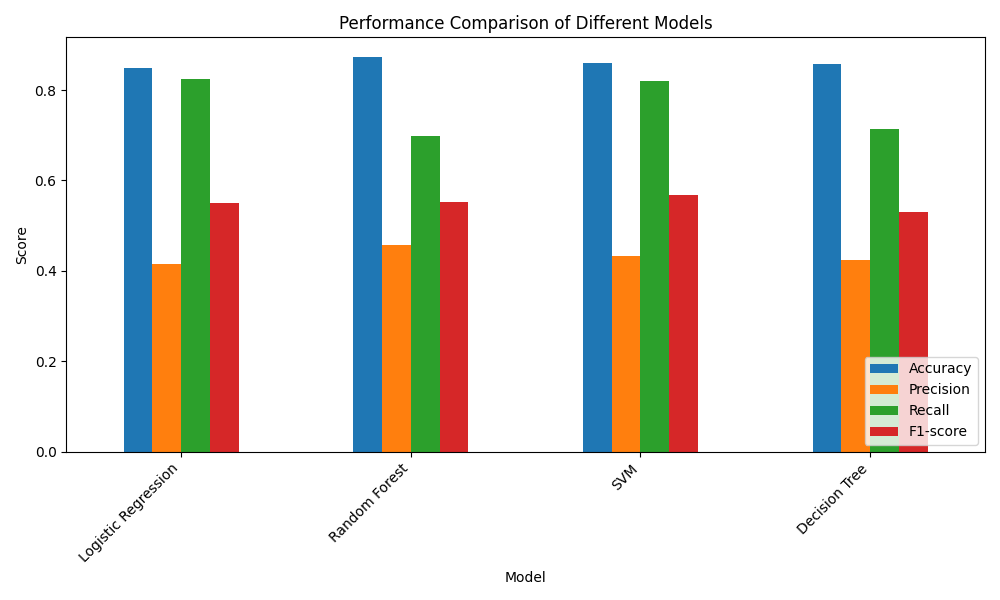 Performance Comparison of Different Models
Score
0.8
0.6
0.4
0.2
0.0
Accuracy
Precision
Recall
F1-score
Logistic Regression
Random Forest
SVM
Decision Tree
Model